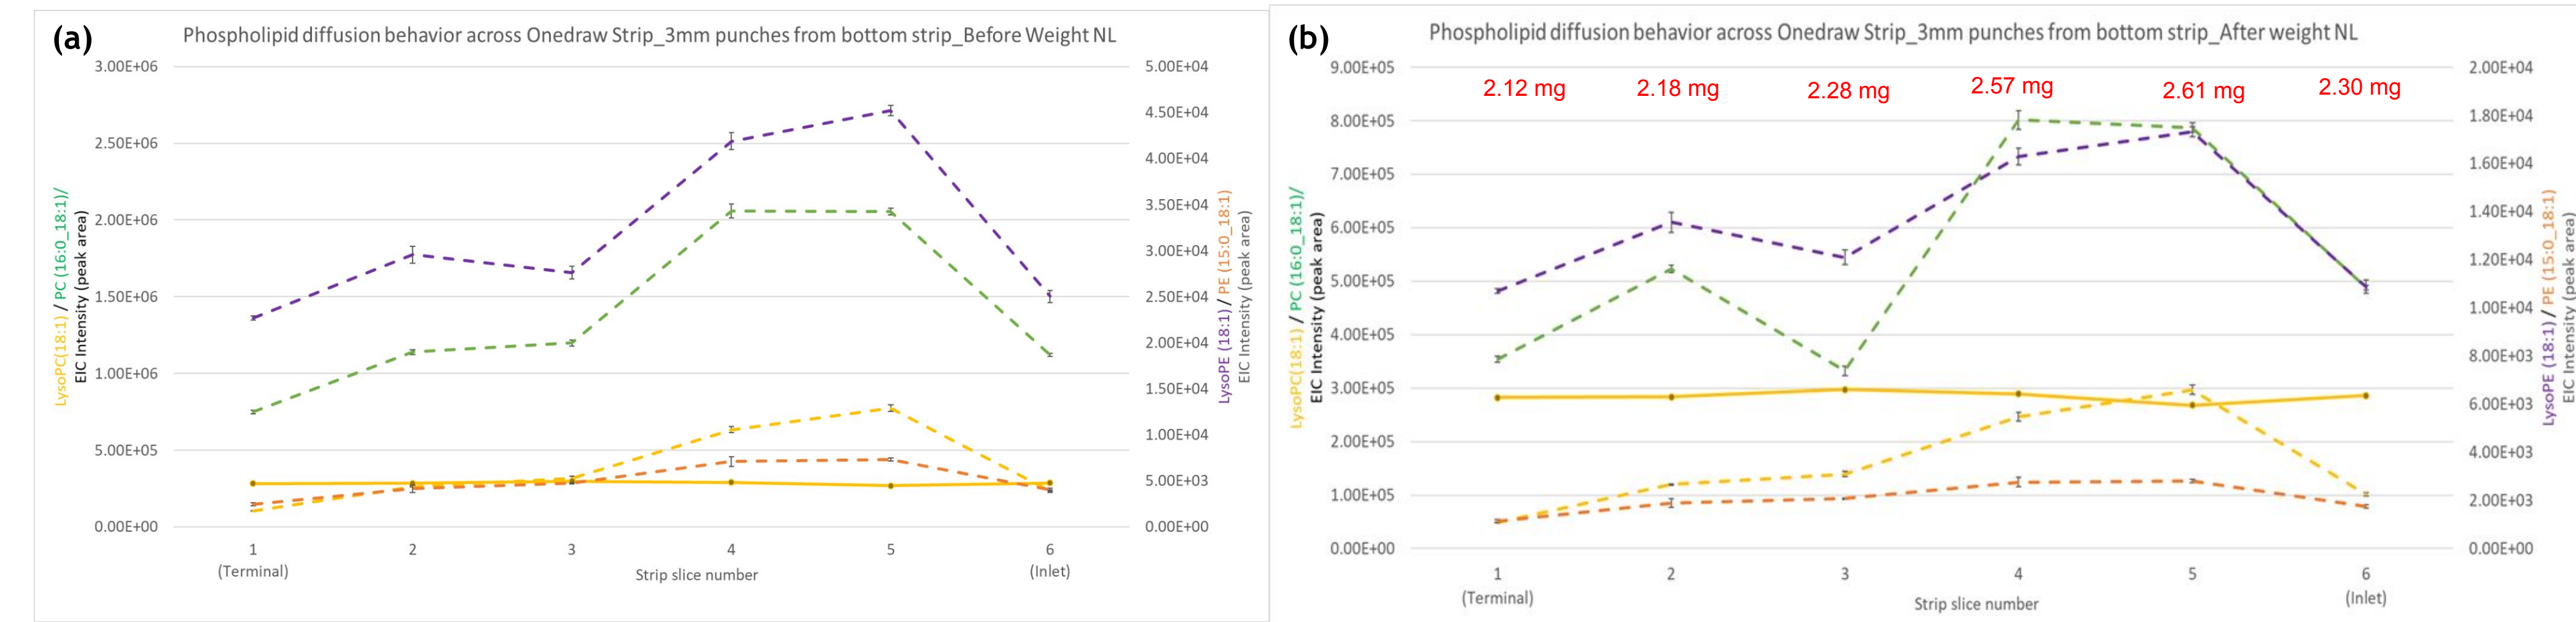 (a)
Phospholipid diffusion behavior across Onedraw Strip_3mm punches from bottom strip_Before Weight NL
3.00E+06
2.50E+06
2.00E+06
1.50E+06
1.00E+06
5.00E+05
0.00E+00
LysoPC(18:1) / PC (16:0_18:1)/
EIC Intensity (peak area)
5.00E+04
4.50E+04
4.00E+04
3.50E+04
3.00E+04
2.50E+04
2.00E+04
1.50E+04
1.00E+04
5.00E+03
0.00E+00
LysoPE (18:1) / PE (15:0_18:1)
EIC Intensity (peak area)
1 2 3 4 5 6
(Terminal) Strip slice number (Inlet)
(b)
Phospholipid diffusion behavior across Onedraw Strip_3mm punches from bottom strip_After weight NL
9.00E+05
8.00E+05
7.00E+05
6.00E+05
5.00E+05
4.00E+05
3.00E+05
2.00E+05
1.00E+05
0.00E+00
LysoPC(18:1) / PC (16:0_18:1)/
EIC Intensity (peak area)
2.12 mg 2.18 mg 2.28 mg 2.57 mg 2.61 mg 2.30 mg
2.00E+04
1.80E+04
1.60E+04
1.40E+04
1.20E+04
1.00E+04
8.00E+03
6.00E+03
4.00E+03
2.00E+03
0.00E+00
LysoPE (18:1) / PE (15:0_18:1)
EIC Intensity (peak area)
1 2 3 4 5 6
(Terminal) Strip slice number (Inlet)